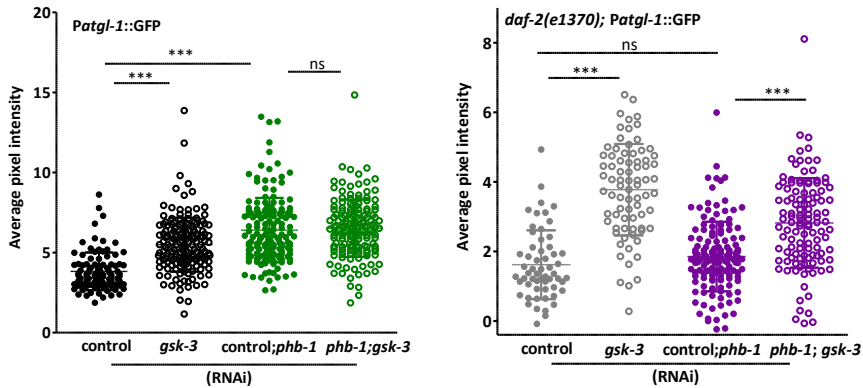 Patgl-1::GFP
Average pixel intensity
20
15
10
5
0
***
***
ns
control
gsk-3
control;phb-1
phb-1;gsk-3
(RNAi)
daf-2(e1370); Patgl-1::GFP
Average pixel intensity
8
6
4
2
0
ns
***
***
control
gsk-3
control;phb-1
phb-1; gsk-3
(RNAi)